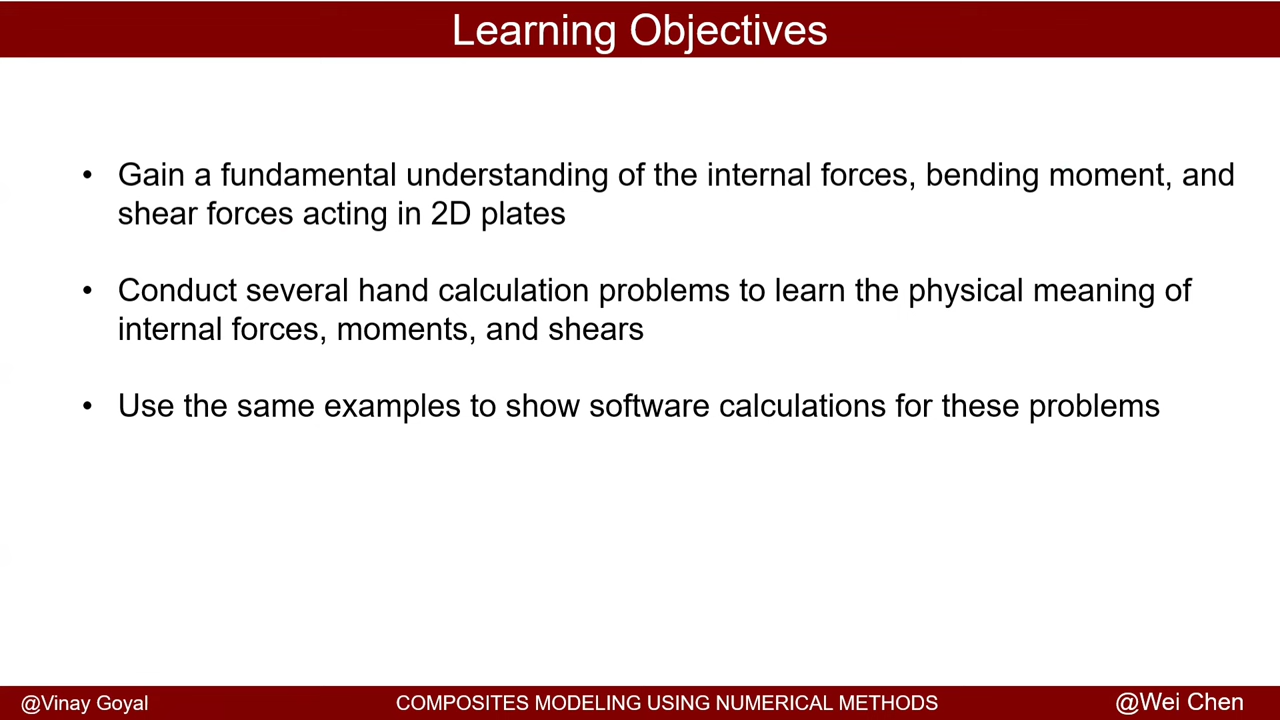 Learning Objectives
• Gain a fundamental understanding of the internal forces, bending moment, and
shear forces acting in 2D plates
• Conduct several hand calculation problems to learn the physical meaning of
internal forces, moments, and shears
• Use the same examples to show software calculations for these problems
@Vinay Goyal
COMPOSITES MODELING USING NUMERICAL METHODS
@Wei Chen